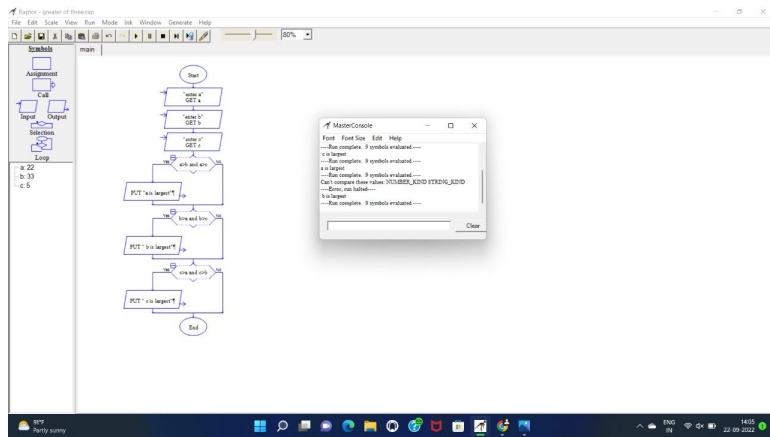 Raptor - greater of three.rap
File Edit Scale View Run Mode Ink Window Generate Help
80%
Symbols
main
Assignment
Call
Input Output
Selection
Loop
a: 22
b: 33
c: 5
Start
"enter a"
GET a
"enter b"
GET b
"enter c"
GET c
Yes a>b and a>c No
PUT "a is largest"¶
Yes b>a and b>c No
PUT " b is largest"¶
Yes c>a and c>b No
PUT " c is largest"¶
End
MasterConsole
Font Font Size Edit Help
----Run complete. 9 symbols evaluated.----
c is largest
----Run complete. 9 symbols evaluated.----
a is largest
----Run complete. 9 symbols evaluated.----
Can't compare these values: NUMBER_KIND STRING_KIND
----Error, run halted----
b is largest
----Run complete. 9 symbols evaluated.----
Clear
91°F
Partly sunny
ENG
IN
14:05
22-09-2022